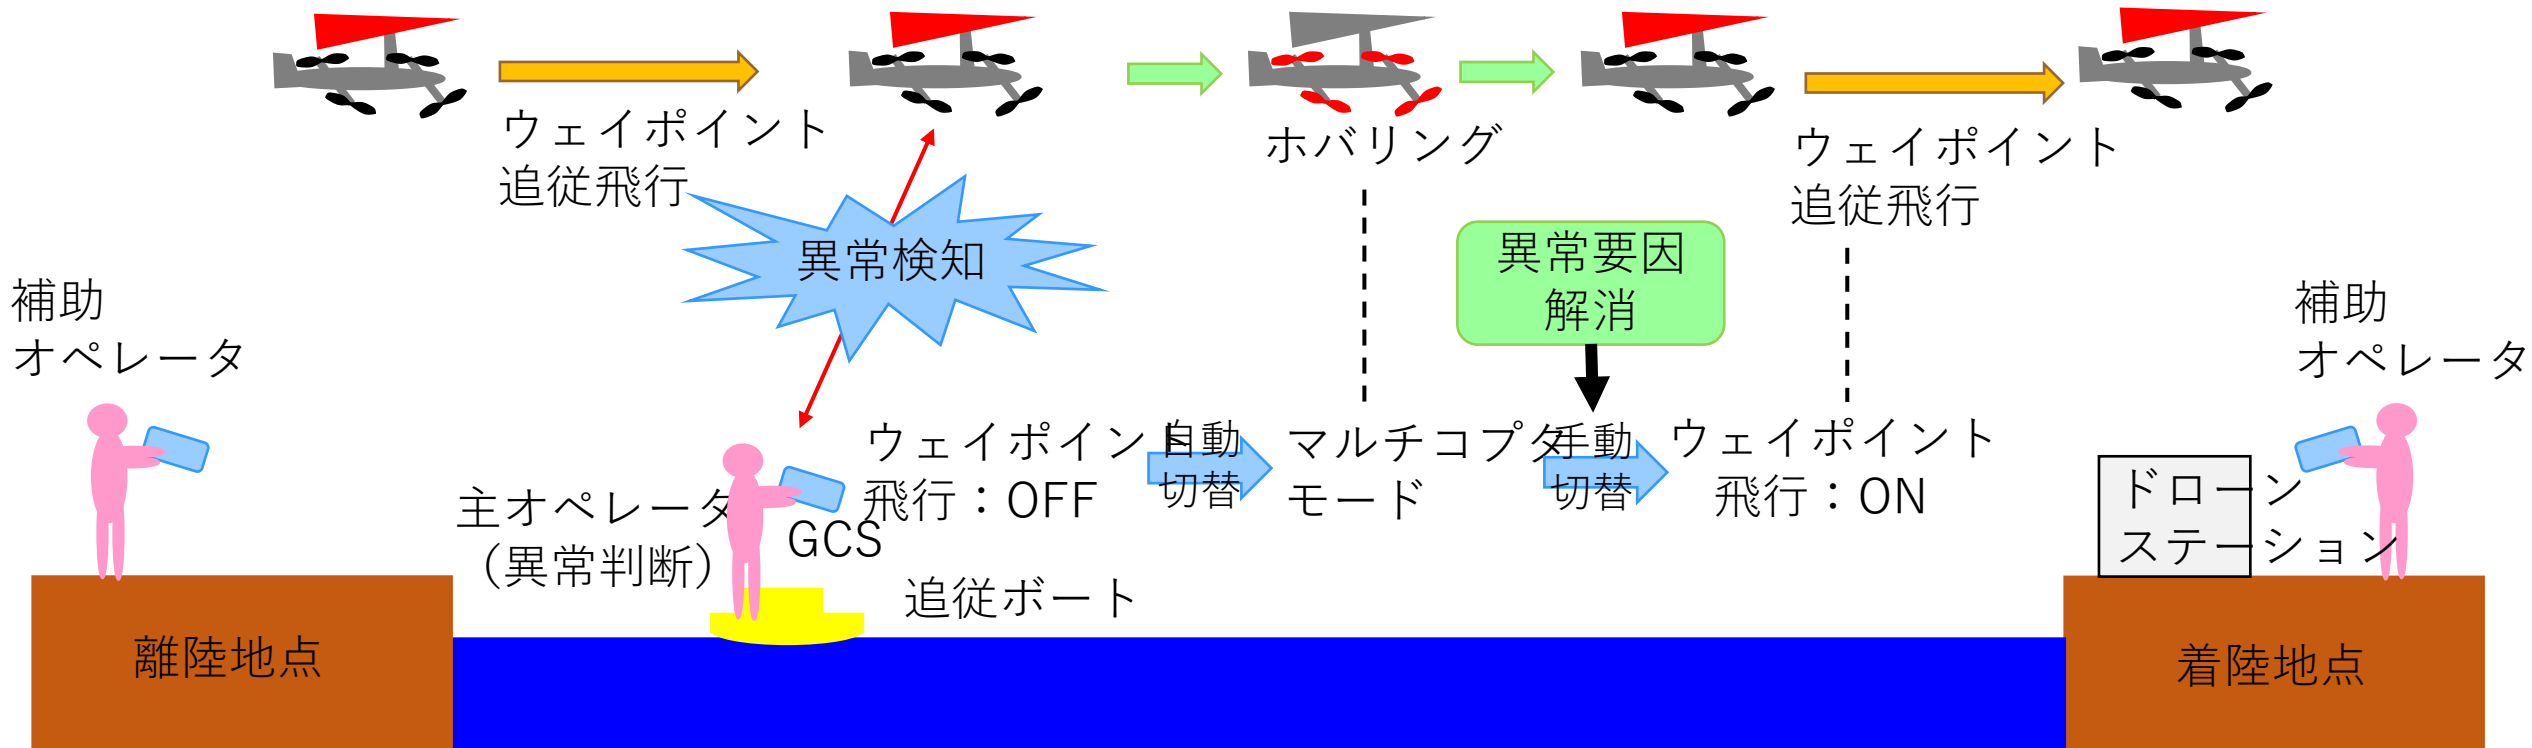 ウェイポイント
追従飛行
ホバリング
ウェイポイント
追従飛行
異常検知
異常要因
解消
補助
オペレータ
補助
オペレータ
主オペレータ
（異常判断）
GCS
追従ボート
ウェイポイント
飛行：OFF
自動
切替
マルチコプタ
モード
手動
切替
ウェイポイント
飛行：ON
ドローン
ステーション
離陸地点
着陸地点